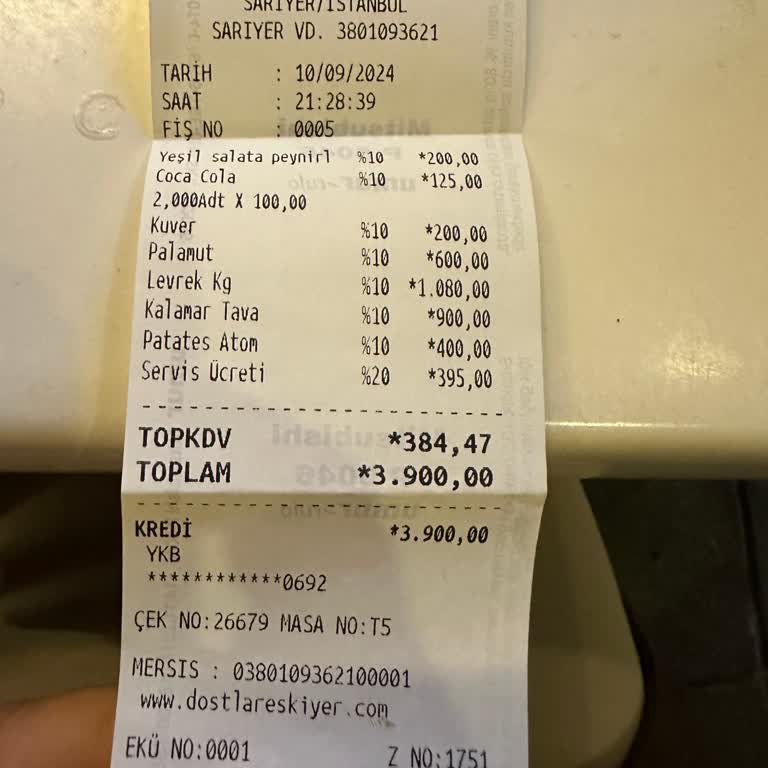 SARIYER/İSTANBUL
SARIYER VD. 3801093621
TARİH : 10/09/2024
SAAT : 21:28:39
FİŞ NO : 0005
Yeşil salata peynirl %10 *200,00
Coca Cola %10 *125,00
2,000Adt X 100,00
Kuver %10 *200,00
Palamut %10 *600,00
Levrek Kg %10 *1.080,00
Kalamar Tava %10 *900,00
Patates Atom %10 *400,00
Servis Ücreti %20 *395,00
TOPKDV *384,47
TOPLAM *3.900,00
KREDİ *3.900,00
YKB
************0692
ÇEK NO:26679 MASA NO:T5
MERSIS : 0380109362100001
www.dostlareskiyer.com
EKÜ NO:0001 Z NO:1751